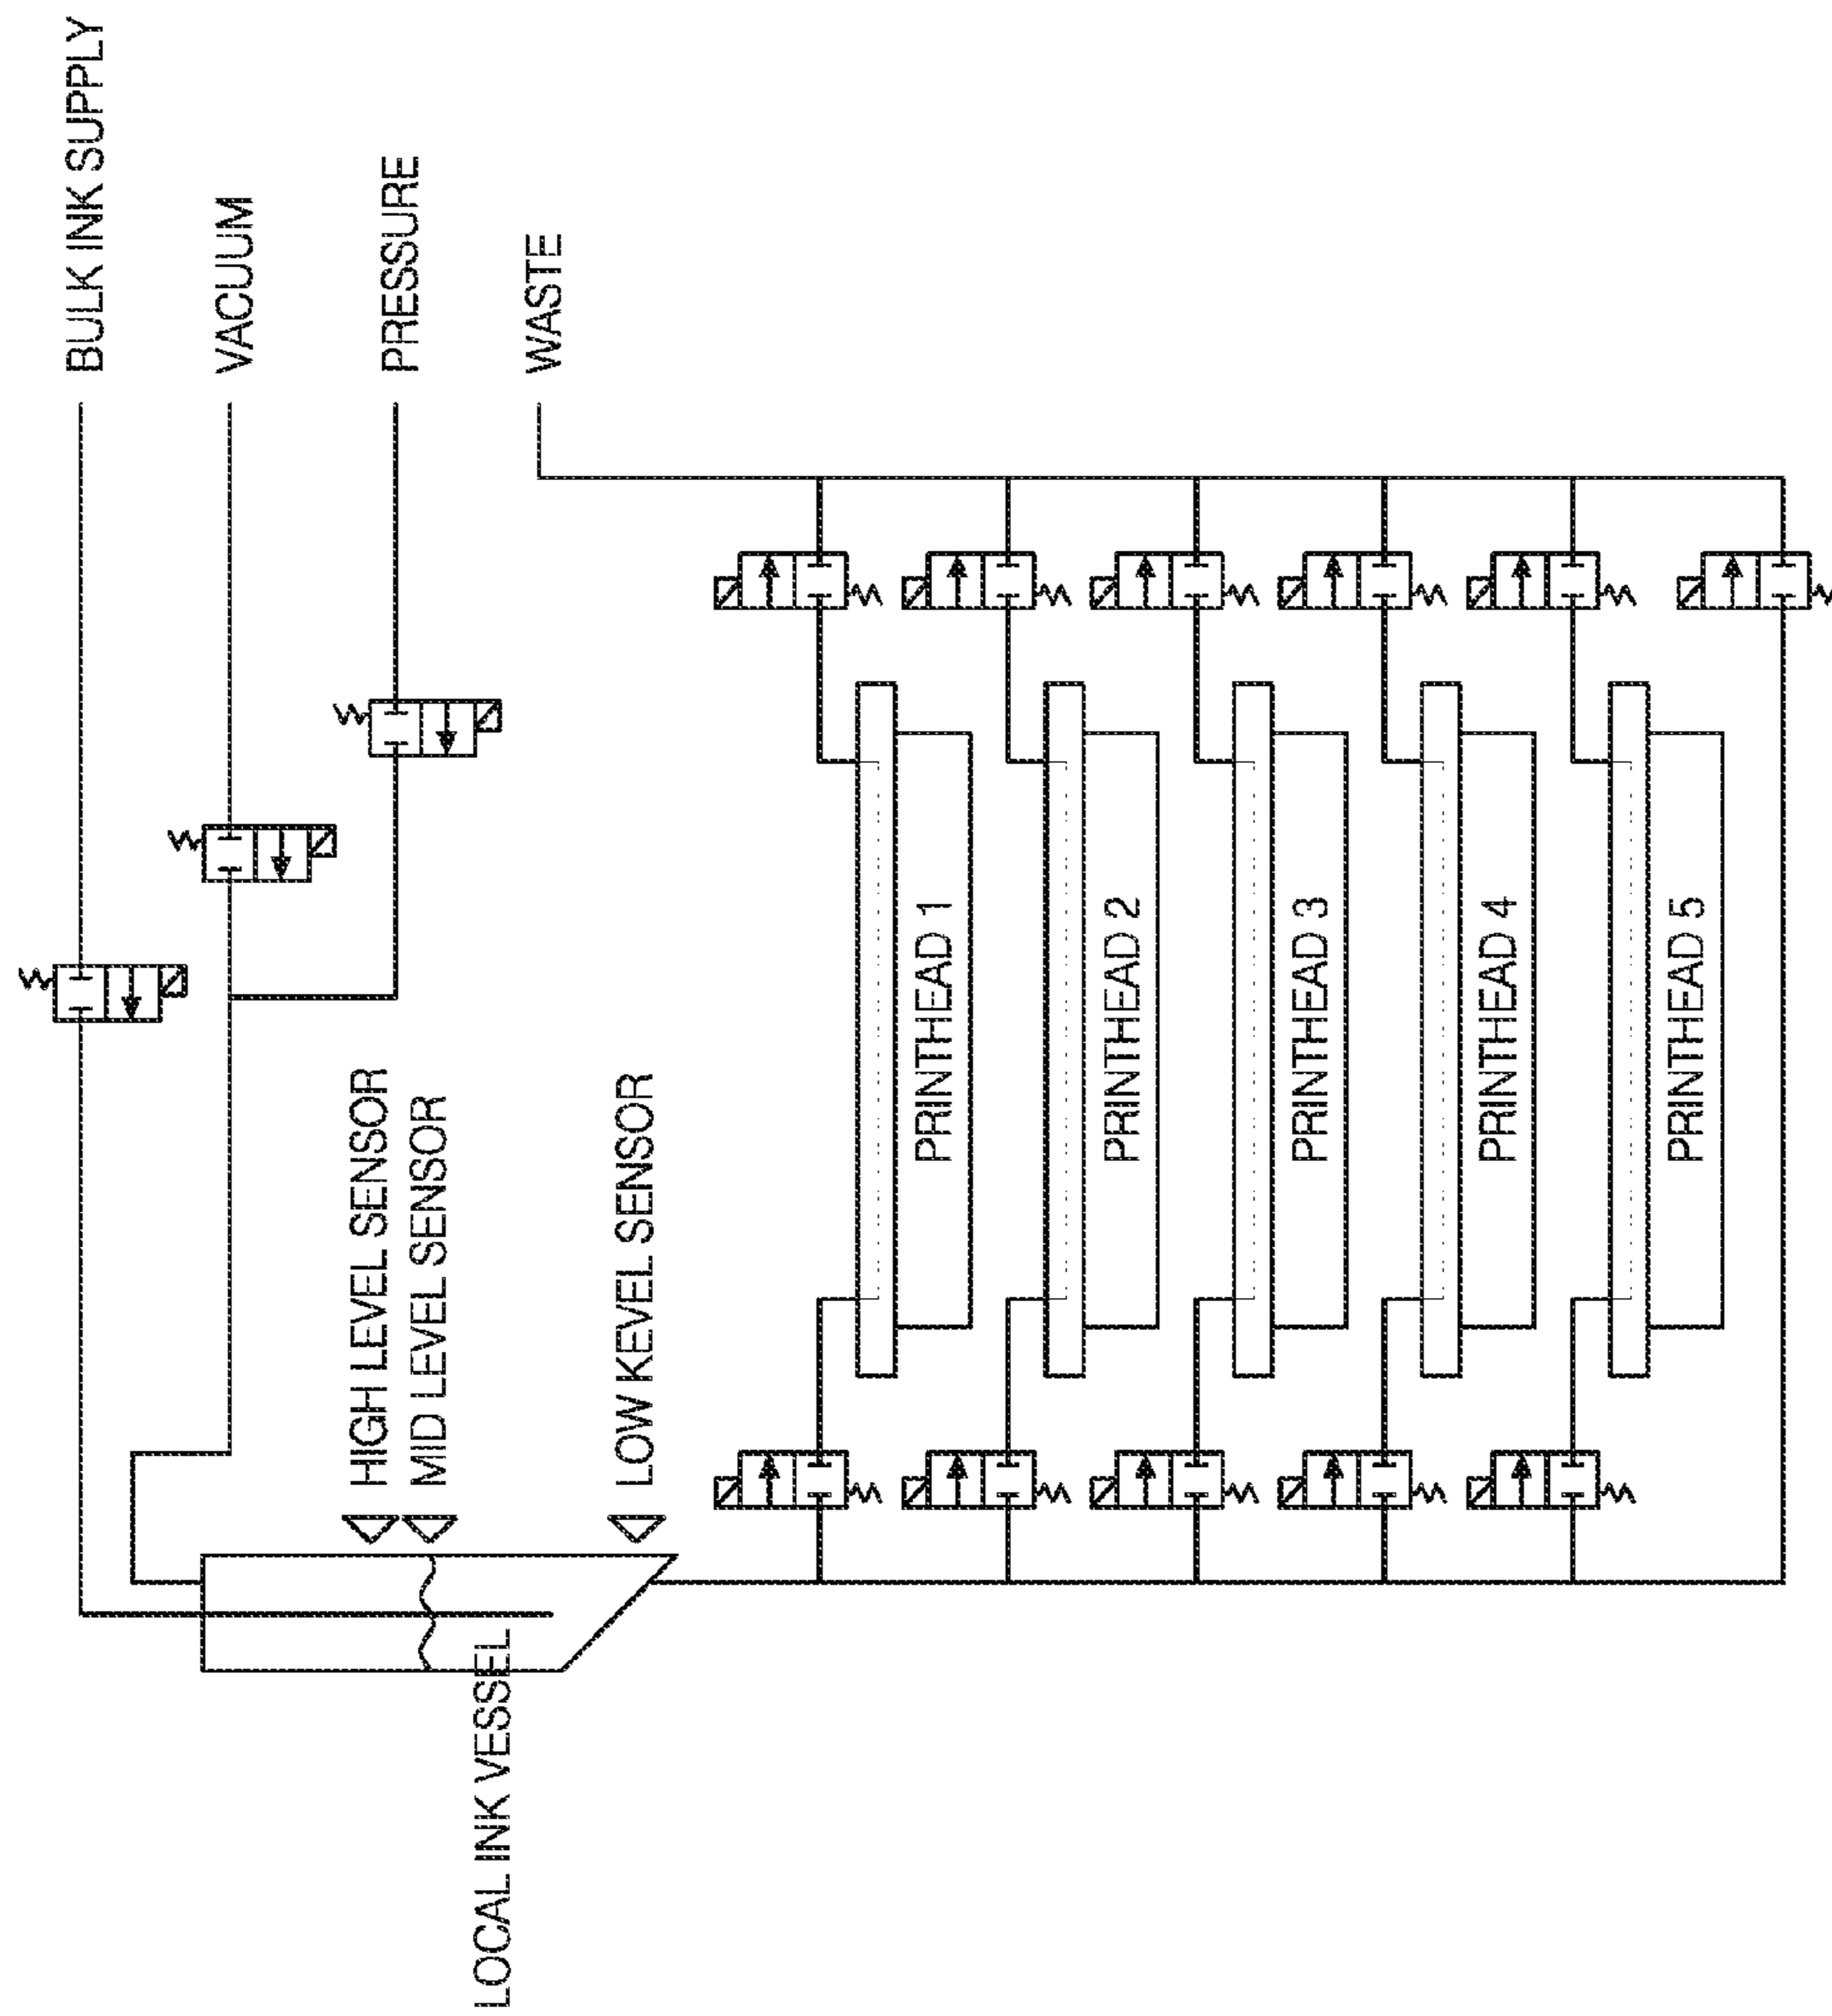 BULK INK SUPPLY
VACUUM
PRESSURE
WASTE
HIGH LEVEL SENSOR
MID LEVEL SENSOR
LOW KEVEL SENSOR
LOCAL INK VESSEL
PRINTHEAD 1
PRINTHEAD 2
PRINTHEAD 3
PRINTHEAD 4
PRINTHEAD 5